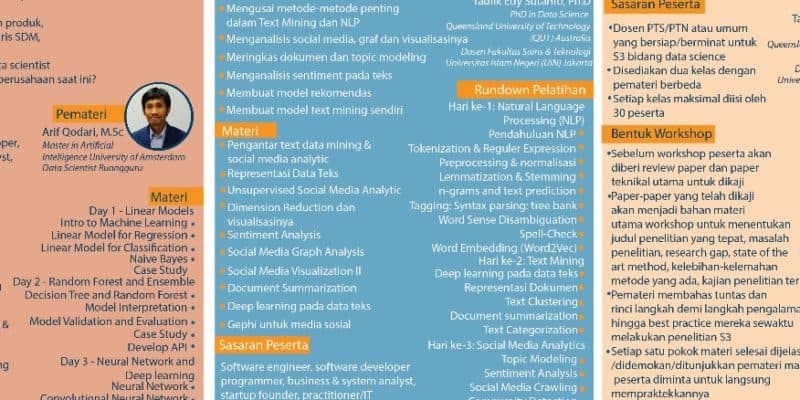 n produk,
ris SDM,
ta scientist
perusahaan saat ini?
Pemateri
Arif Qodari, M.Sc
Master in Artificial
Intelligence University of Amsterdam
Data Scientist Ruangguru
oper,
yst,
Materi
Day 1 - Linear Models
Intro to Machine Learning •
Linear Model for Regression •
Linear Model for Classification •
Naive Bayes •
Case Study
Day 2 - Random Forest and Ensemble
Decision Tree and Random Forest •
Model Interpretation •
Model Validation and Evaluation •
&
Case Study •
Develop API •
Day 3 - Neural Network and
Deep learning
Neural Network •
Convolutional Neural Network •
• Mengusai metode-metode penting
dalam Text Mining dan NLP
• Menganalisis social media, graf dan visualisasinya
• Meringkas dokumen dan topic modeling
• Menganalisis sentiment pada teks
• Membuat model rekomendas
• Membuat model text mining sendiri
Materi
• Pengantar text data mining &
social media analytic
• Representasi Data Teks
• Unsupervised Social Media Analytic
• Dimension Reduction dan
visualisasinya
• Sentiment Analysis
• Social Media Graph Analysis
• Social Media Visualization II
• Document Summarization
• Deep learning pada data teks
• Gephi untuk media sosial
Sasaran Peserta
Software engineer, software developer
programmer, business & system analyst,
startup founder, practitioner/IT
Taufik Edy Sutanto, Ph.D
PhD in Data Science
Queensland University of Technology
(QUT) Australia
Dosen Fakultas Sains & Teknologi
Universitas Islam Negeri (UIN) Jakarta
Rundown Pelatihan
Hari ke-1: Natural Language
Processing (NLP)
Pendahuluan NLP •
Tokenization & Reguler Expression •
Preprocessing & normalisasi •
Lemmatization & Stemming •
n-grams and text prediction •
Tagging: Syntax parsing: tree bank •
Word Sense Disambiguation •
Spell-Check •
Word Embedding (Word2Vec) •
Hari ke-2: Text Mining
Deep learning pada data teks •
Representasi Dokumen •
Text Clustering •
Document summarization •
Text Categorization •
Hari ke-3: Social Media Analytics
Topic Modeling •
Sentiment Analysis •
Social Media Crawling •
Sasaran Peserta
• Dosen PTS/PTN atau umum
yang bersiap/berminat untuk
S3 bidang data science
• Disediakan dua kelas dengan
pemateri berbeda
• Setiap kelas maksimal diisi oleh
30 peserta
Bentuk Workshop
•Sebelum workshop peserta akan
diberi review paper dan paper
teknikal utama untuk dikaji
•Paper-paper yang telah dikaji
akan menjadi bahan materi
utama workshop untuk menentukan
judul penelitian yang tepat, masalah
penelitian, research gap, state of the
art method, kelebihan-kelemahan
metode yang ada, kajian penelitian ter
•Pemateri membahas tuntas dan
rinci langkah demi langkah pengalama
hingga best practice mereka sewaktu
melakukan penelitian S3
•Setiap satu pokok materi selesai dijelas
/didemokan/ditunjukkan pemateri ma
peserta diminta untuk langsung
mempraktekkannya
Ta
Queensl
Do
Universi